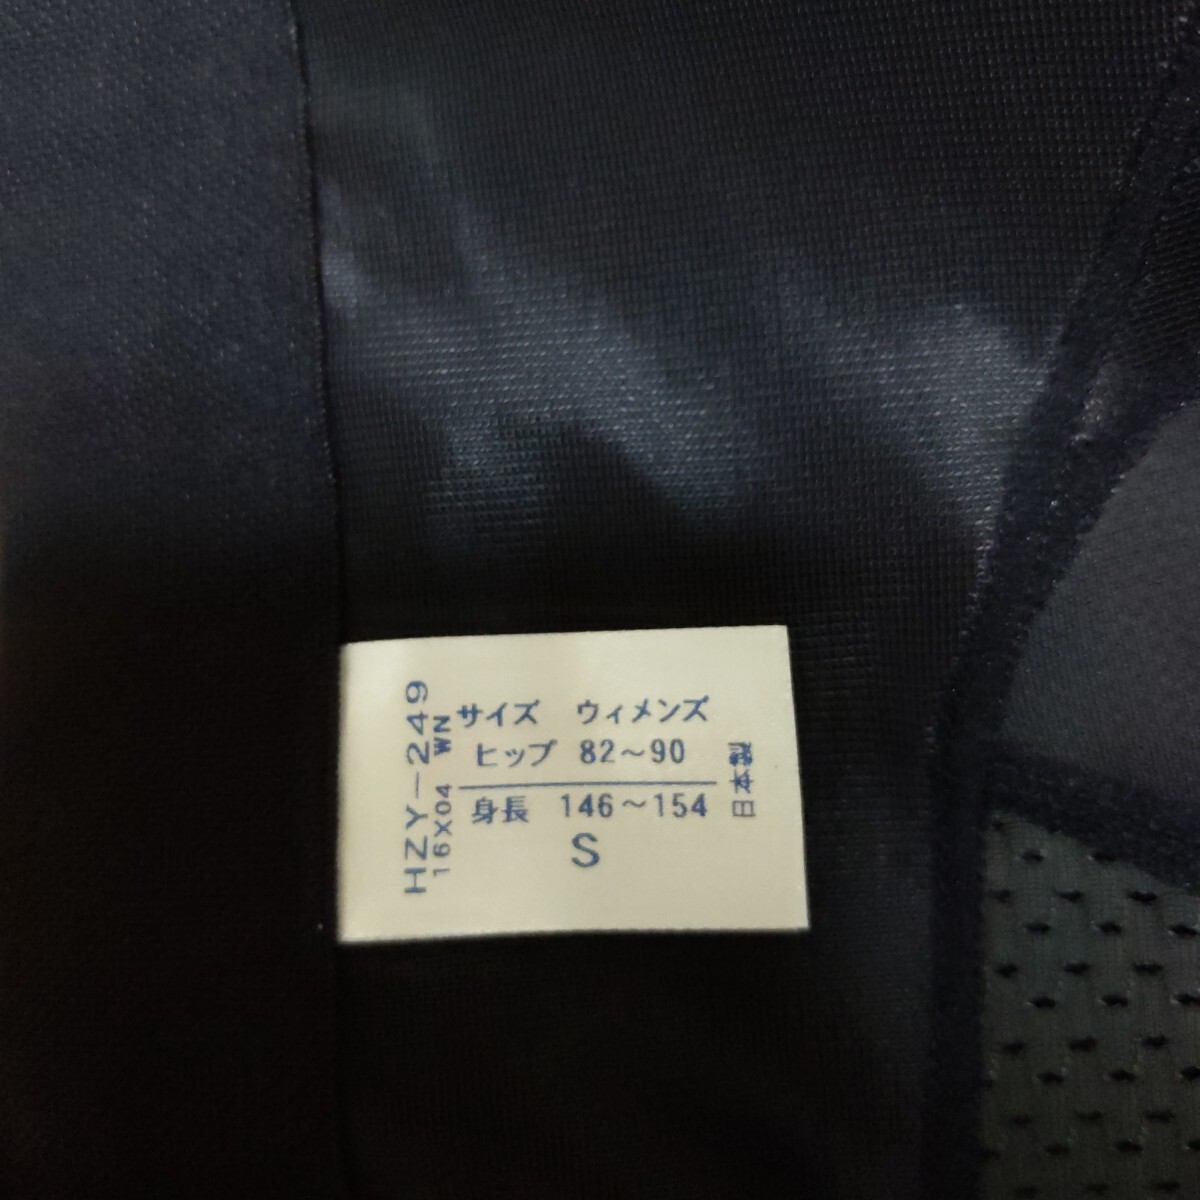 サイズ ウィメンズ
ヒップ 82～90
身長 146～154
S
HZY-249
16X04 WN
日本製